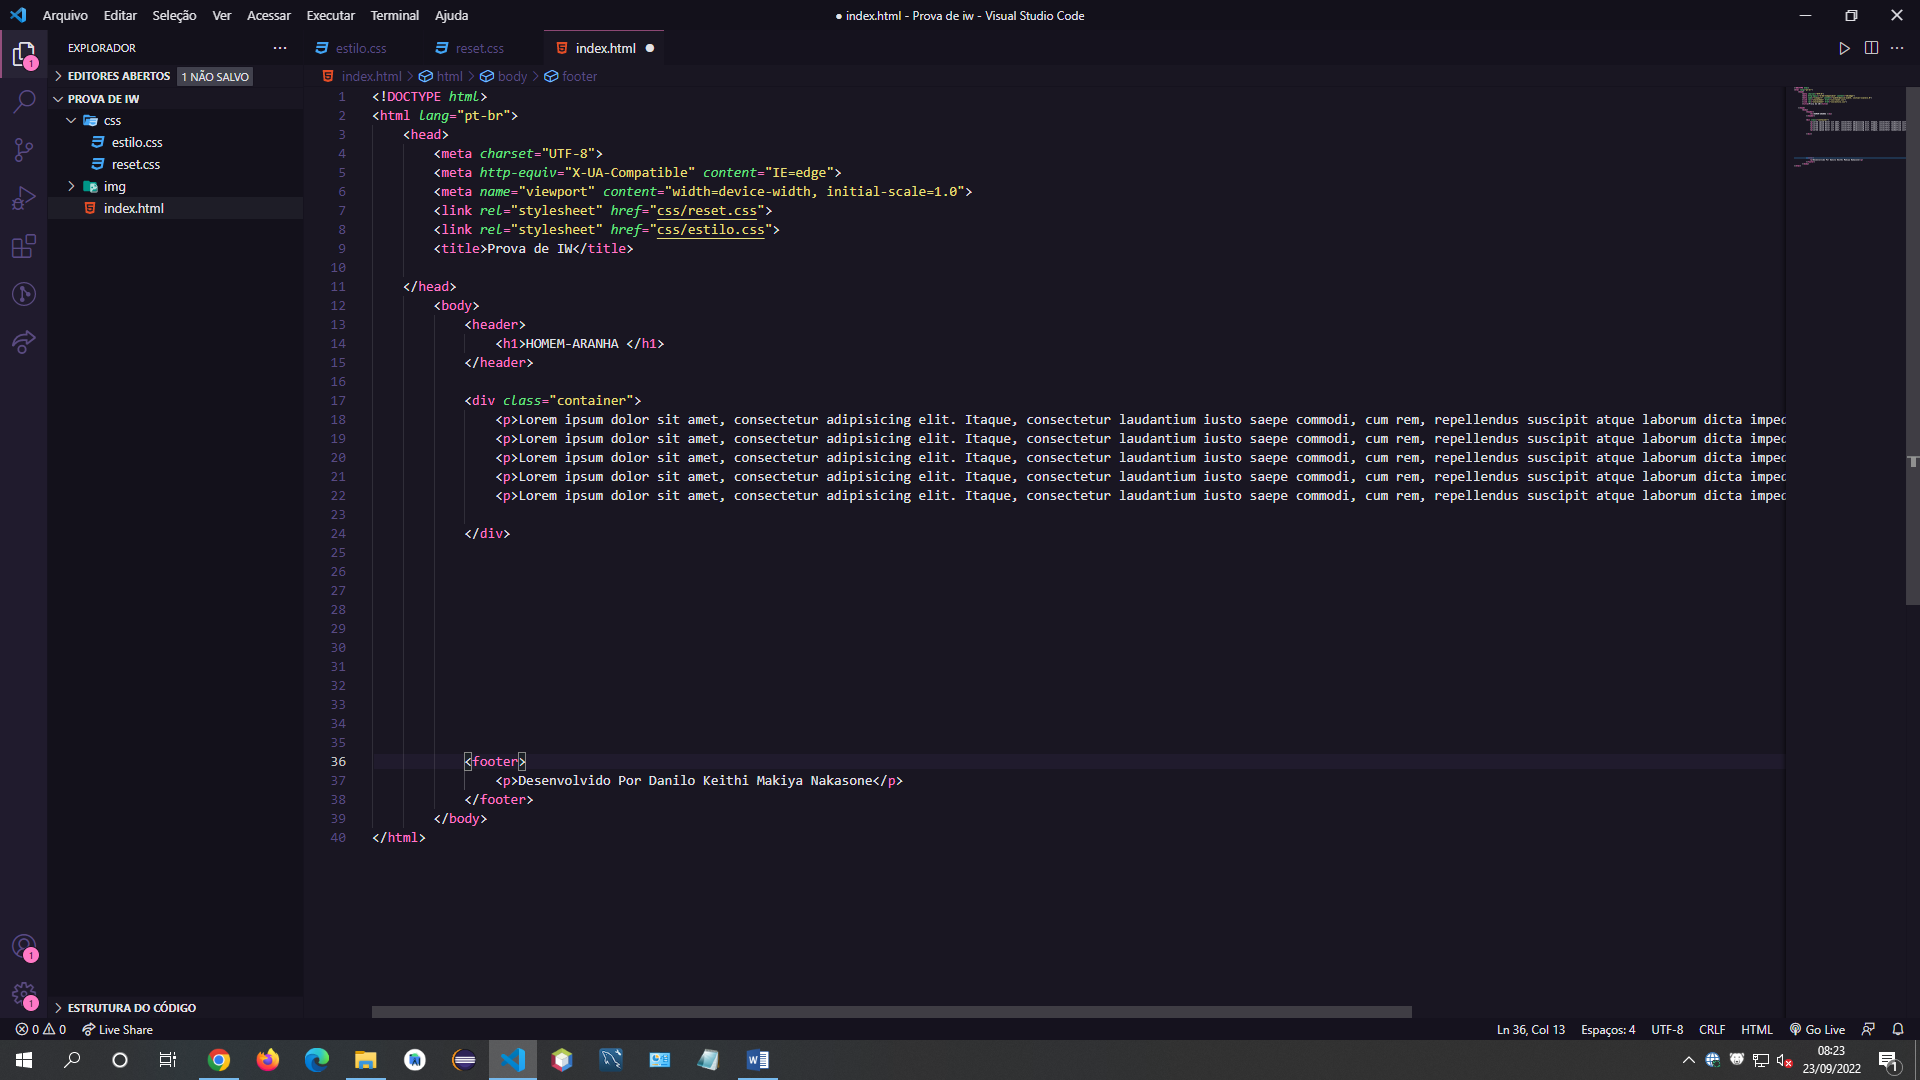 Arquivo Editar Seleção Ver Acessar Executar Terminal Ajuda
● index.html - Prova de iw - Visual Studio Code
EXPLORADOR
estilo.css reset.css index.html
EDITORES ABERTOS 1 NÃO SALVO
index.html > html > body > footer
PROVA DE IW
css
estilo.css
reset.css
img
index.html
1 <!DOCTYPE html>
2 <html lang="pt-br">
3 <head>
4 <meta charset="UTF-8">
5 <meta http-equiv="X-UA-Compatible" content="IE=edge">
6 <meta name="viewport" content="width=device-width, initial-scale=1.0">
7 <link rel="stylesheet" href="css/reset.css">
8 <link rel="stylesheet" href="css/estilo.css">
9 <title>Prova de IW</title>
10
11 </head>
12 <body>
13 <header>
14 <h1>HOMEM-ARANHA </h1>
15 </header>
16
17 <div class="container">
18 <p>Lorem ipsum dolor sit amet, consectetur adipisicing elit. Itaque, consectetur laudantium iusto saepe commodi, cum rem, repellendus suscipit atque laborum dicta imped
19 <p>Lorem ipsum dolor sit amet, consectetur adipisicing elit. Itaque, consectetur laudantium iusto saepe commodi, cum rem, repellendus suscipit atque laborum dicta imped
20 <p>Lorem ipsum dolor sit amet, consectetur adipisicing elit. Itaque, consectetur laudantium iusto saepe commodi, cum rem, repellendus suscipit atque laborum dicta imped
21 <p>Lorem ipsum dolor sit amet, consectetur adipisicing elit. Itaque, consectetur laudantium iusto saepe commodi, cum rem, repellendus suscipit atque laborum dicta imped
22 <p>Lorem ipsum dolor sit amet, consectetur adipisicing elit. Itaque, consectetur laudantium iusto saepe commodi, cum rem, repellendus suscipit atque laborum dicta imped
23
24 </div>
25
26
27
28
29
30
31
32
33
34
35
36 <footer>
37 <p>Desenvolvido Por Danilo Keithi Makiya Nakasone</p>
38 </footer>
39 </body>
40 </html>
1
1
1
ESTRUTURA DO CÓDIGO
0 0 Live Share
Ln 36, Col 13 Espaços: 4 UTF-8 CRLF HTML Go Live
08:23
23/09/2022
1